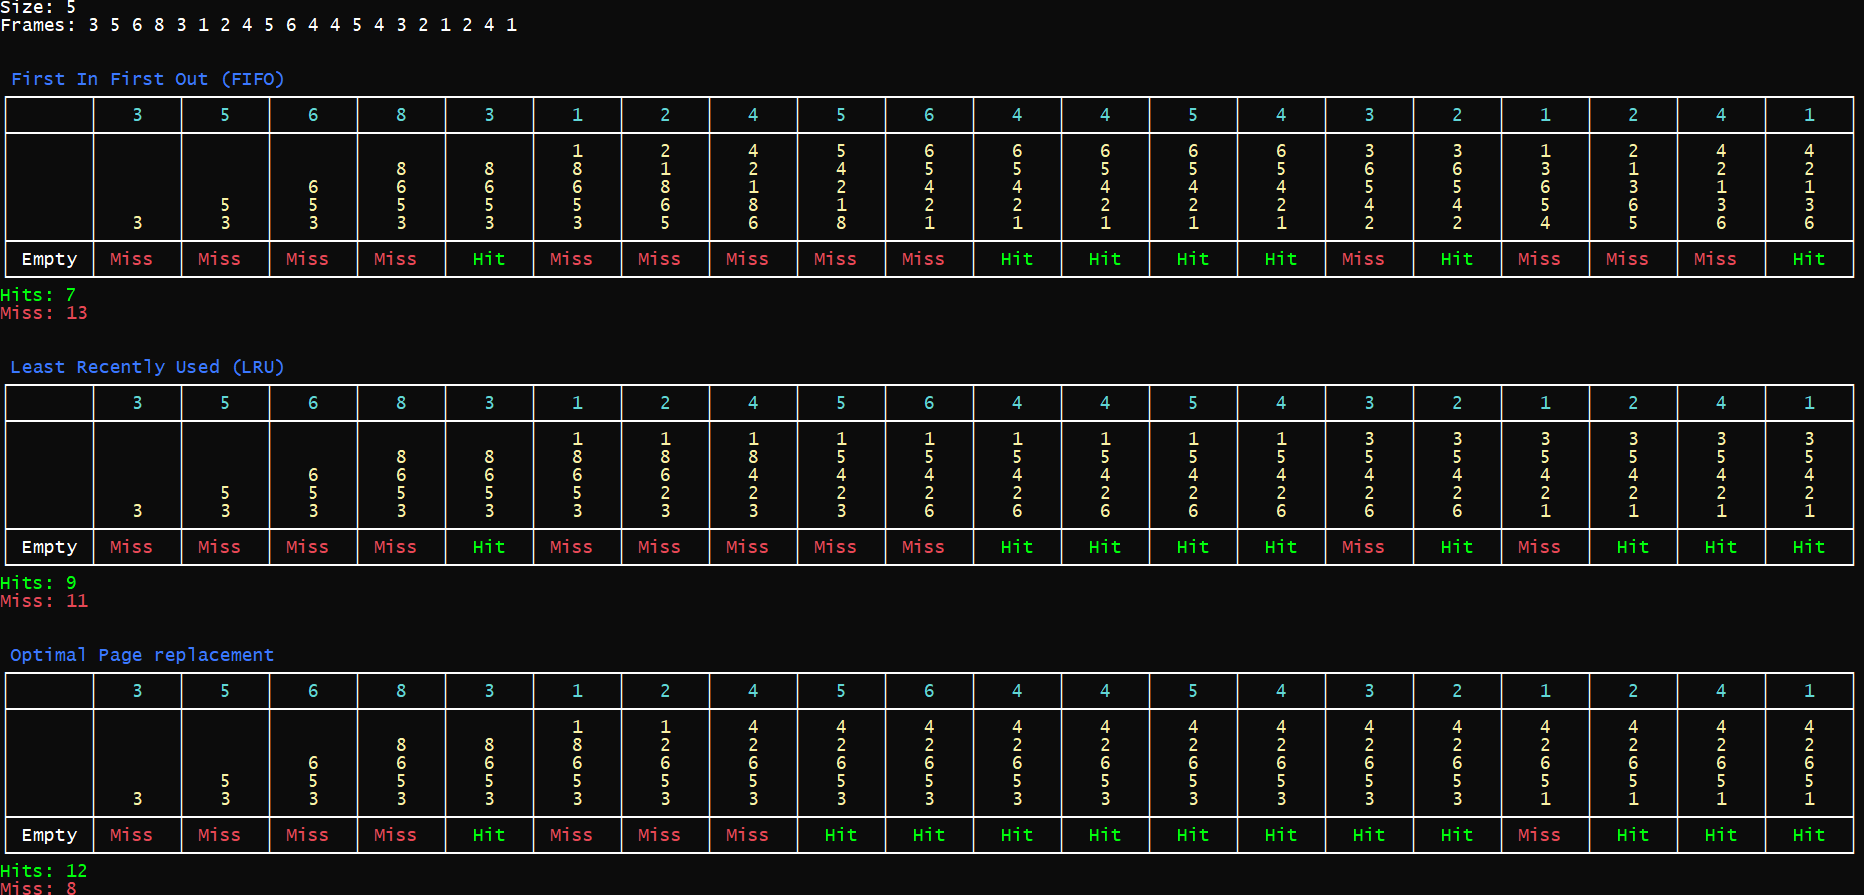 Size: 5
Frames: 3 5 6 8 3 1 2 4 5 6 4 4 5 4 3 2 1 2 4 1
First In First Out (FIFO)
3 5 6 8 3 1 2 4 5 6 4 4 5 4 3 2 1 2 4 1
1 2 4 5 6 6 6 6 6 3 3 1 2 4 4
8 8 8 1 2 4 5 5 5 5 5 6 6 3 1 2 2
6 6 6 6 8 1 2 4 4 4 4 4 5 5 6 3 1 1
5 5 5 5 5 6 8 1 2 2 2 2 2 4 4 5 6 3 3
3 3 3 3 3 3 5 6 8 1 1 1 1 1 2 2 4 5 6 6
Empty Miss Miss Miss Miss Hit Miss Miss Miss Miss Miss Hit Hit Hit Hit Miss Hit Miss Miss Miss Hit
Hits: 7
Miss: 13
Least Recently Used (LRU)
3 5 6 8 3 1 2 4 5 6 4 4 5 4 3 2 1 2 4 1
1 1 1 1 1 1 1 1 1 3 3 3 3 3 3
8 8 8 8 8 5 5 5 5 5 5 5 5 5 5 5 5
6 6 6 6 6 4 4 4 4 4 4 4 4 4 4 4 4 4
5 5 5 5 5 2 2 2 2 2 2 2 2 2 2 2 2 2 2
3 3 3 3 3 3 3 3 3 6 6 6 6 6 6 6 1 1 1 1
Empty Miss Miss Miss Miss Hit Miss Miss Miss Miss Miss Hit Hit Hit Hit Miss Hit Miss Hit Hit Hit
Hits: 9
Miss: 11
Optimal Page replacement
3 5 6 8 3 1 2 4 5 6 4 4 5 4 3 2 1 2 4 1
1 1 4 4 4 4 4 4 4 4 4 4 4 4 4
8 8 8 2 2 2 2 2 2 2 2 2 2 2 2 2 2
6 6 6 6 6 6 6 6 6 6 6 6 6 6 6 6 6 6
5 5 5 5 5 5 5 5 5 5 5 5 5 5 5 5 5 5 5
3 3 3 3 3 3 3 3 3 3 3 3 3 3 3 3 1 1 1 1
Empty Miss Miss Miss Miss Hit Miss Miss Miss Hit Hit Hit Hit Hit Hit Hit Hit Miss Hit Hit Hit
Hits: 12
Miss: 8